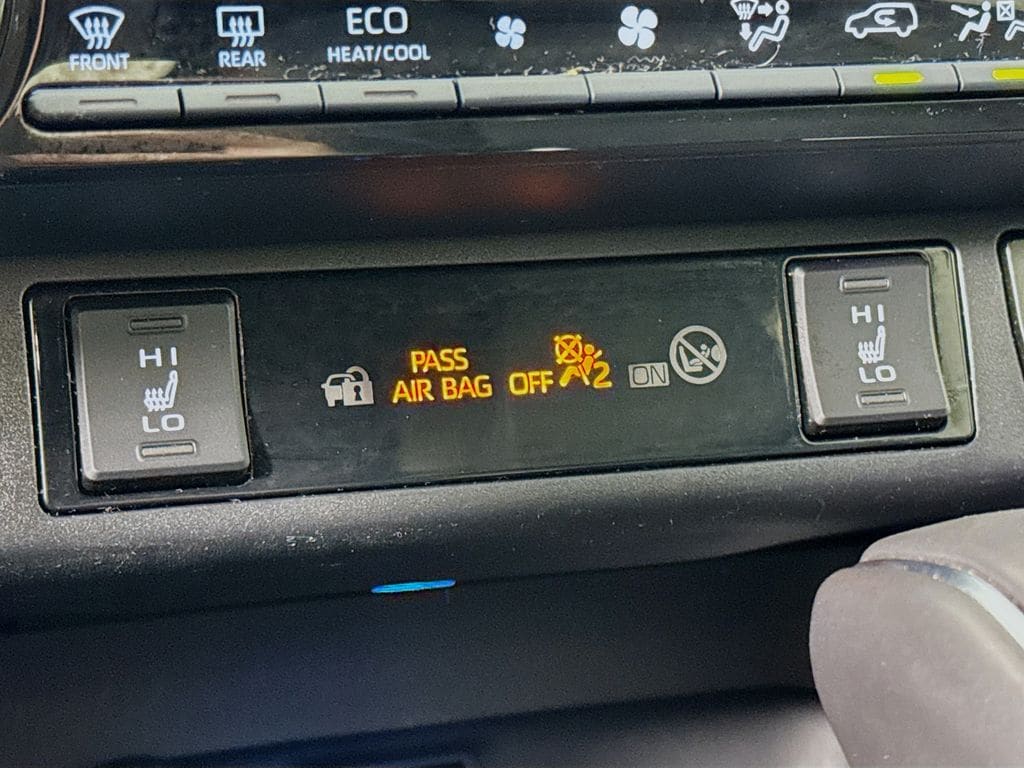 FRONT
REAR
ECO
HEAT/COOL
HI
LO
PASS
AIR BAG OFF 2 ON
HI
LO